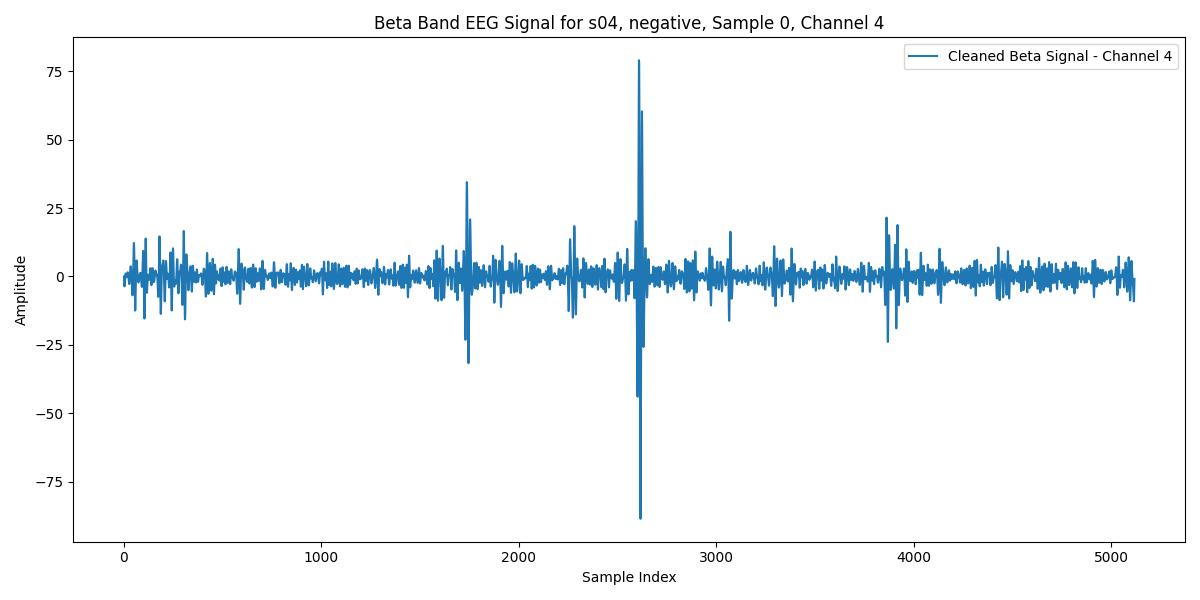 Beta Band EEG Signal for s04, negative, Sample 0, Channel 4
Cleaned Beta Signal - Channel 4
75
50
25
0
−25
−50
−75
Amplitude
0 1000 2000 3000 4000 5000
Sample Index